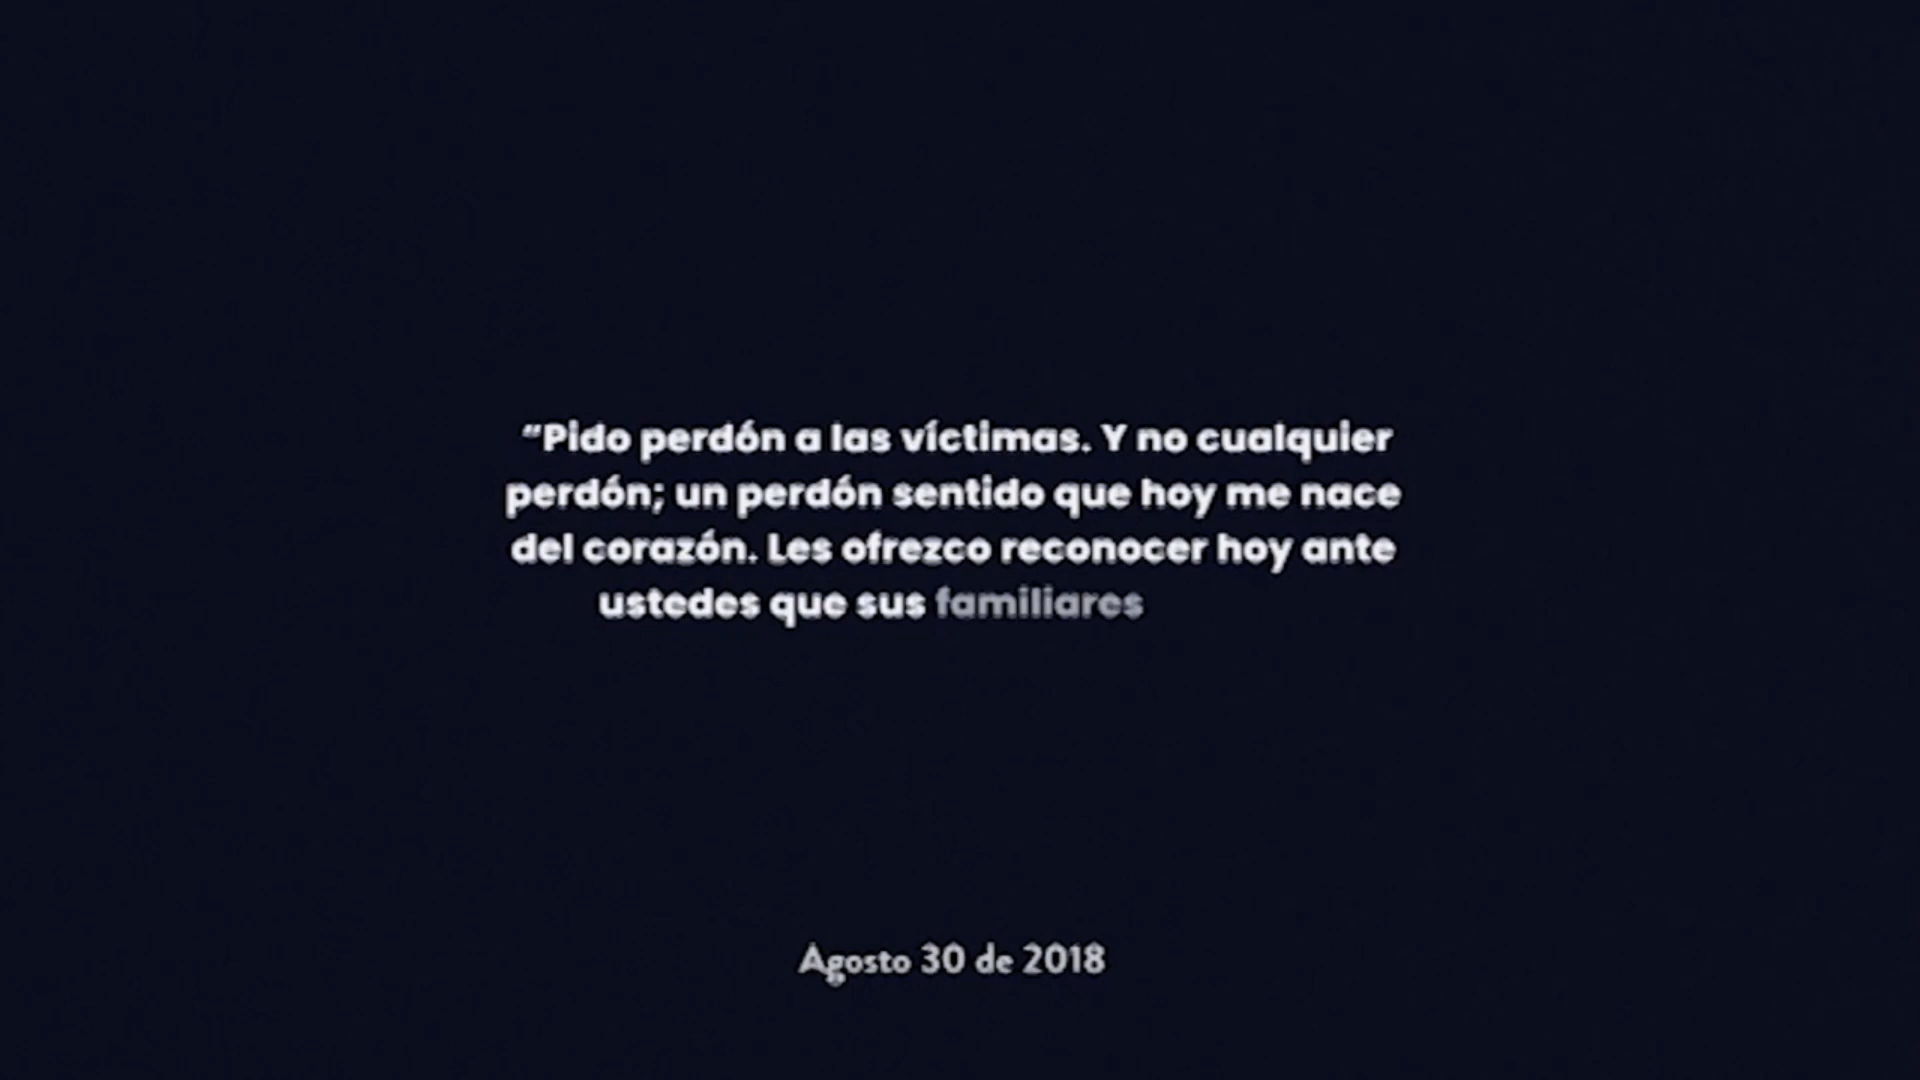 “Pido perdón a las víctimas. Y no cualquier
perdón; un perdón sentido que hoy me nace
del corazón. Les ofrezco reconocer hoy ante
ustedes que sus familiares
Agosto 30 de 2018